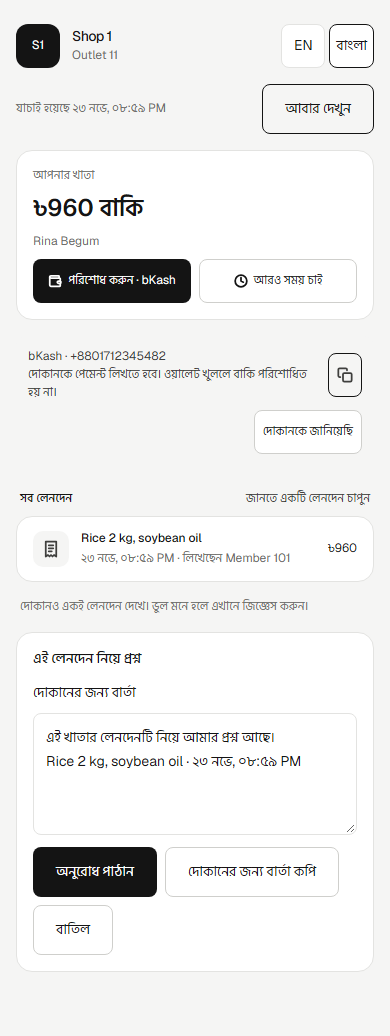 S1
Shop 1
Outlet 11
EN
বাংলা
যাচাই হয়েছে ২৩ নভে, ০৮:৫৯ PM
আবার দেখুন
আপনার খাতা
৳960 বাকি
Rina Begum
পরিশোধ করুন · bKash
আরও সময় চাই
bKash · +8801712345482
দোকানকে পেমেন্ট লিখতে হবে। ওয়ালেট খুললে বাকি পরিশোধিত
হয় না।
দোকানকে জানিয়েছি
সব লেনদেন
জানতে একটি লেনদেন চাপুন
Rice 2 kg, soybean oil
২৩ নভে, ০৮:৫৯ PM · লিখেছেন Member 101
৳960
দোকানও একই লেনদেন দেখে। ভুল মনে হলে এখানে জিজ্ঞেস করুন।
এই লেনদেন নিয়ে প্রশ্ন
দোকানের জন্য বার্তা
এই খাতার লেনদেনটি নিয়ে আমার প্রশ্ন আছে।
Rice 2 kg, soybean oil · ২৩ নভে, ০৮:৫৯ PM
অনুরোধ পাঠান
দোকানের জন্য বার্তা কপি
বাতিল